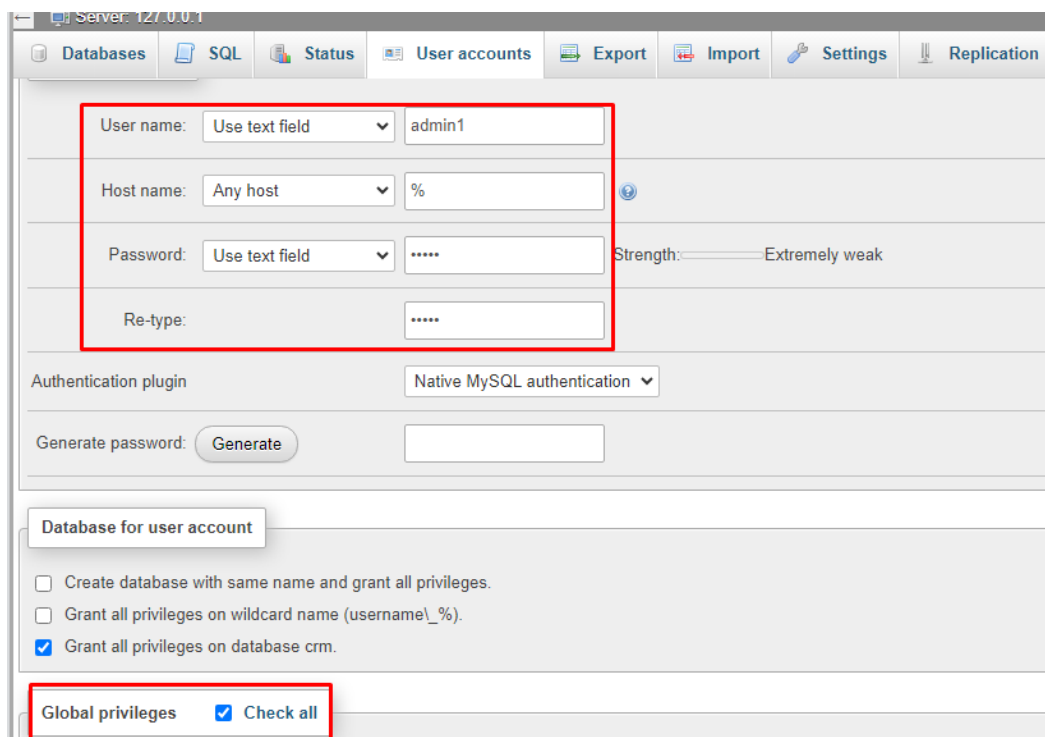 Server: 127.0.0.1
Databases SQL Status User accounts Export Import Settings Replication
User name: Use text field admin1
Host name: Any host %
Password: Use text field ••••• Strength: Extremely weak
Re-type: •••••
Authentication plugin Native MySQL authentication
Generate password: Generate
Database for user account
Create database with same name and grant all privileges.
Grant all privileges on wildcard name (username\_%).
Grant all privileges on database crm.
Global privileges Check all